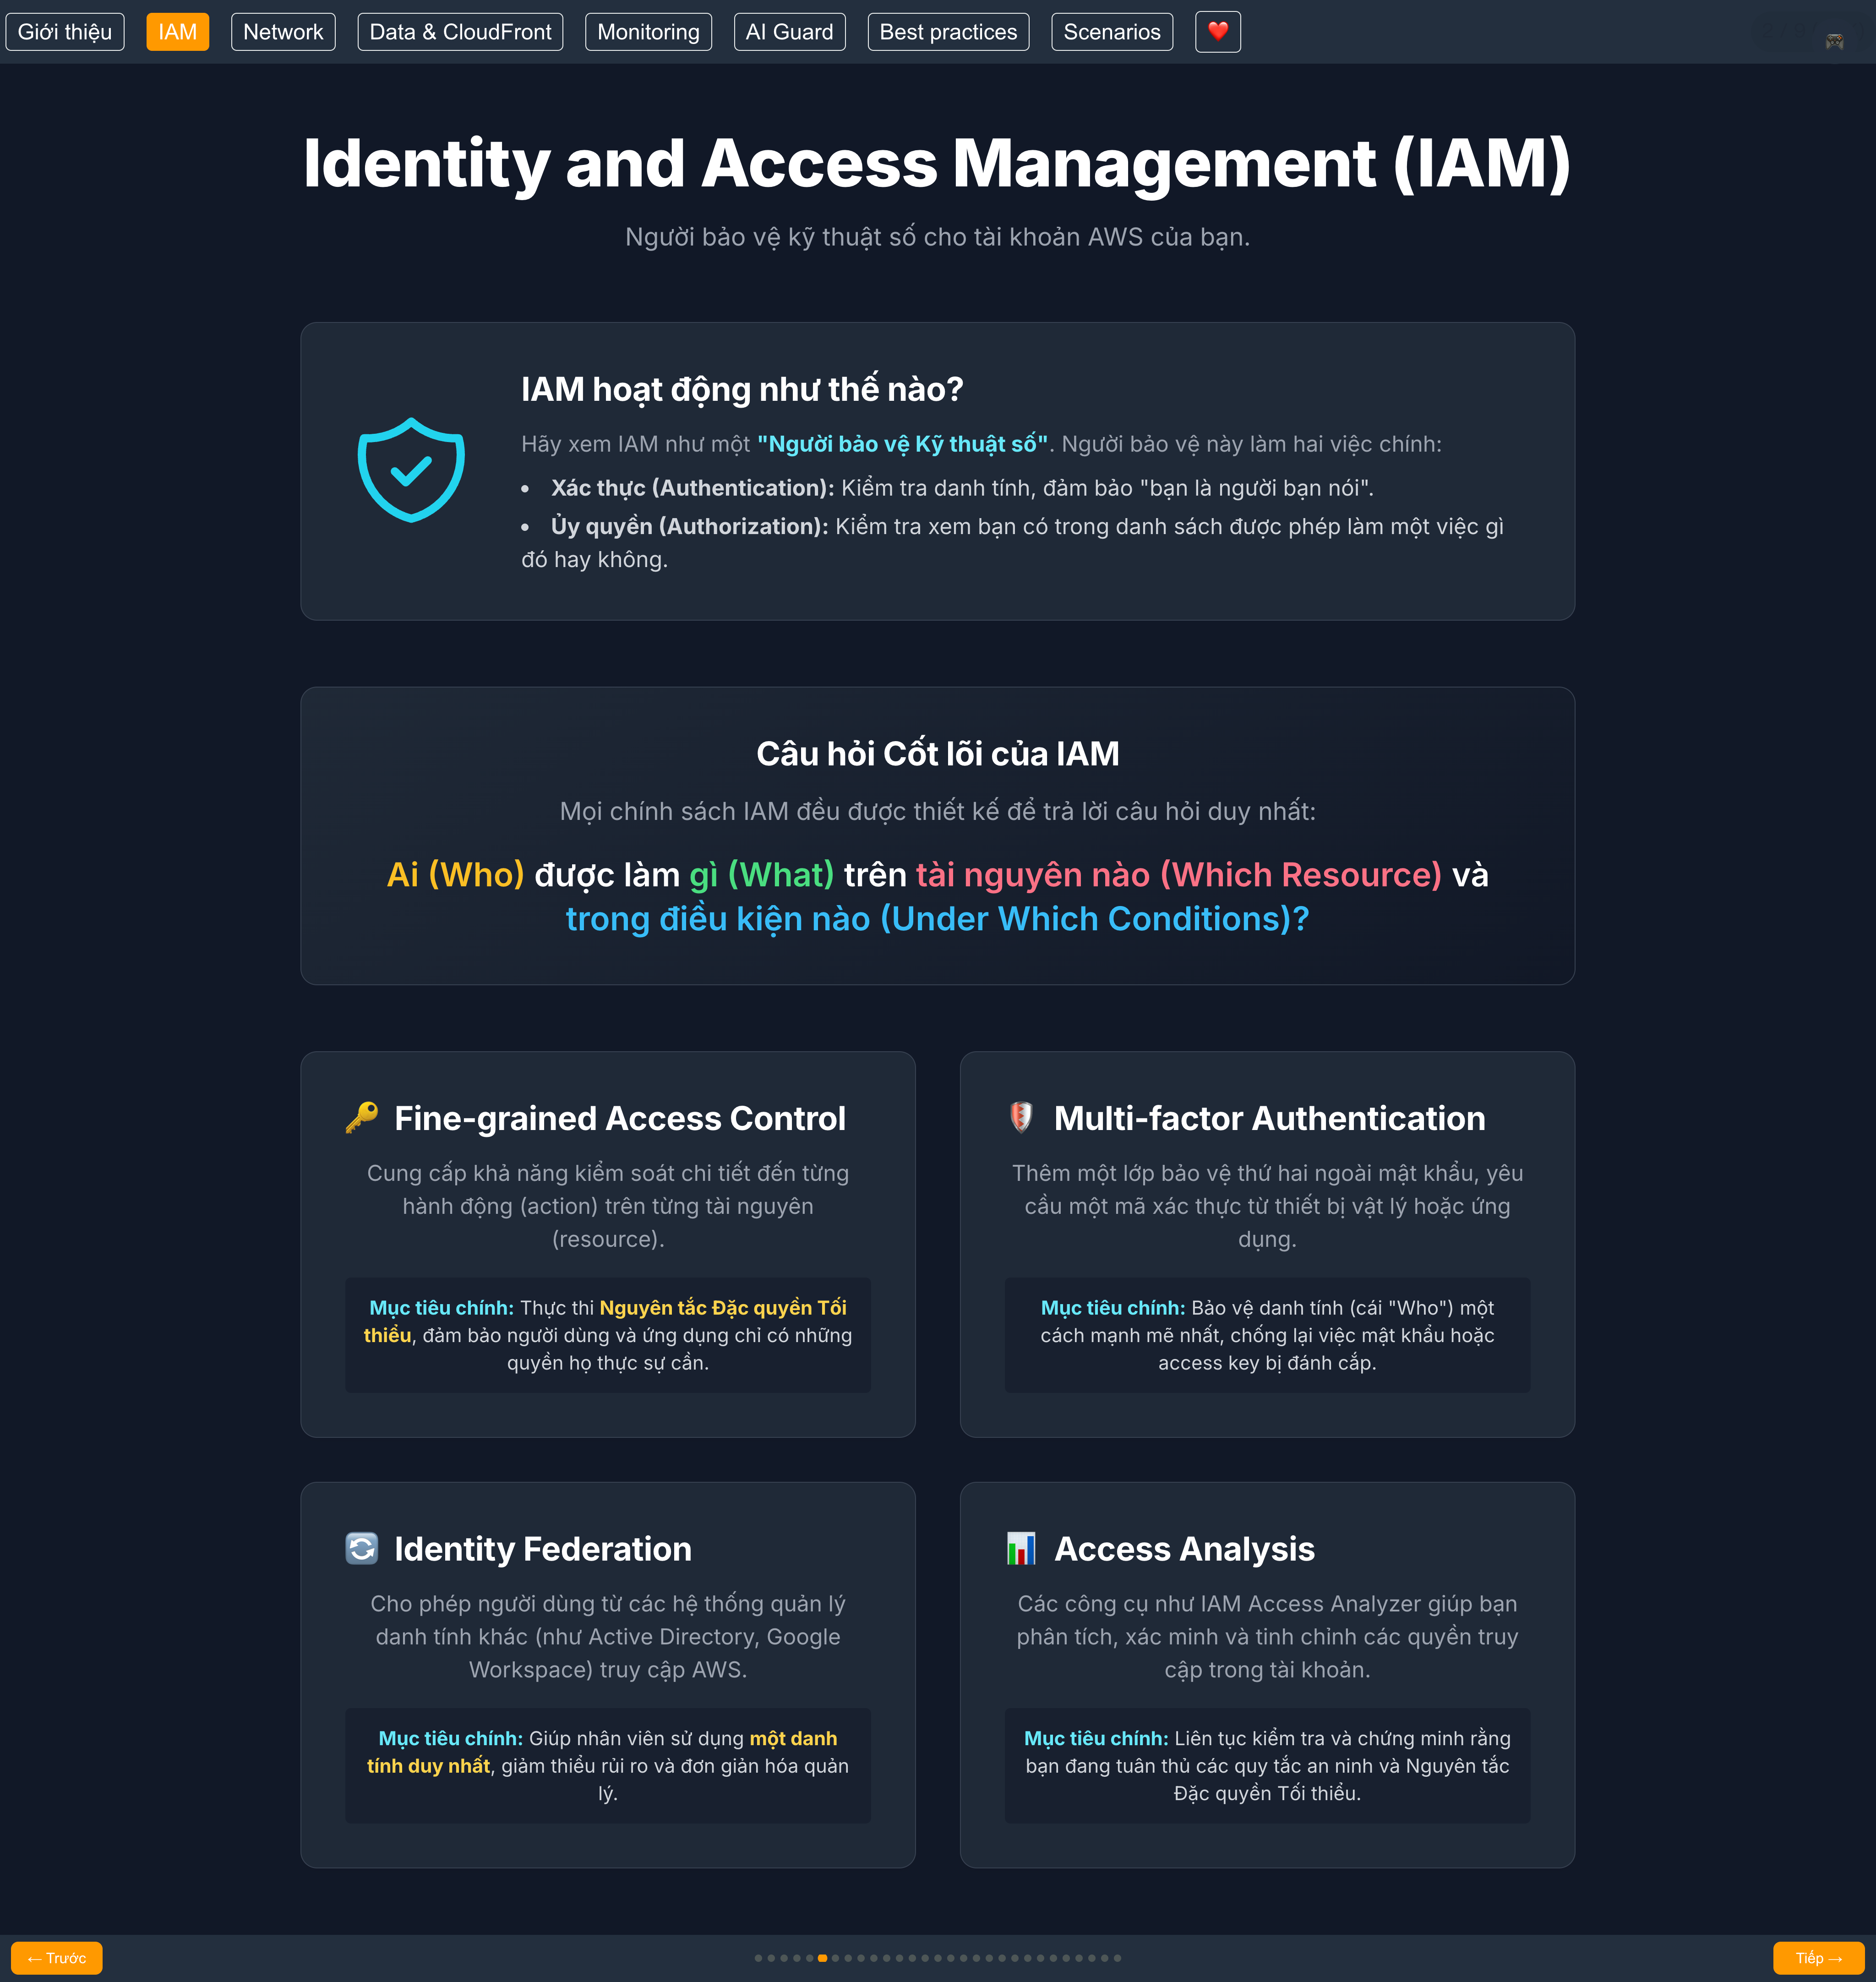 Giới thiệu
IAM
Network
Data & CloudFront
Monitoring
AI Guard
Best practices
Scenarios
Identity and Access Management (IAM)
Người bảo vệ kỹ thuật số cho tài khoản AWS của bạn.
IAM hoạt động như thế nào?
Hãy xem IAM như một "Người bảo vệ Kỹ thuật số". Người bảo vệ này làm hai việc chính:
• Xác thực (Authentication): Kiểm tra danh tính, đảm bảo "bạn là người bạn nói".
• Ủy quyền (Authorization): Kiểm tra xem bạn có trong danh sách được phép làm một việc gì
đó hay không.
Câu hỏi Cốt lõi của IAM
Mọi chính sách IAM đều được thiết kế để trả lời câu hỏi duy nhất:
Ai (Who) được làm gì (What) trên tài nguyên nào (Which Resource) và
trong điều kiện nào (Under Which Conditions)?
Fine-grained Access Control
Cung cấp khả năng kiểm soát chi tiết đến từng
hành động (action) trên từng tài nguyên
(resource).
Mục tiêu chính: Thực thi Nguyên tắc Đặc quyền Tối
thiểu, đảm bảo người dùng và ứng dụng chỉ có những
quyền họ thực sự cần.
Multi-factor Authentication
Thêm một lớp bảo vệ thứ hai ngoài mật khẩu, yêu
cầu một mã xác thực từ thiết bị vật lý hoặc ứng
dụng.
Mục tiêu chính: Bảo vệ danh tính (cái "Who") một
cách mạnh mẽ nhất, chống lại việc mật khẩu hoặc
access key bị đánh cắp.
Identity Federation
Cho phép người dùng từ các hệ thống quản lý
danh tính khác (như Active Directory, Google
Workspace) truy cập AWS.
Mục tiêu chính: Giúp nhân viên sử dụng một danh
tính duy nhất, giảm thiểu rủi ro và đơn giản hóa quản
lý.
Access Analysis
Các công cụ như IAM Access Analyzer giúp bạn
phân tích, xác minh và tinh chỉnh các quyền truy
cập trong tài khoản.
Mục tiêu chính: Liên tục kiểm tra và chứng minh rằng
bạn đang tuân thủ các quy tắc an ninh và Nguyên tắc
Đặc quyền Tối thiểu.
← Trước
Tiếp →